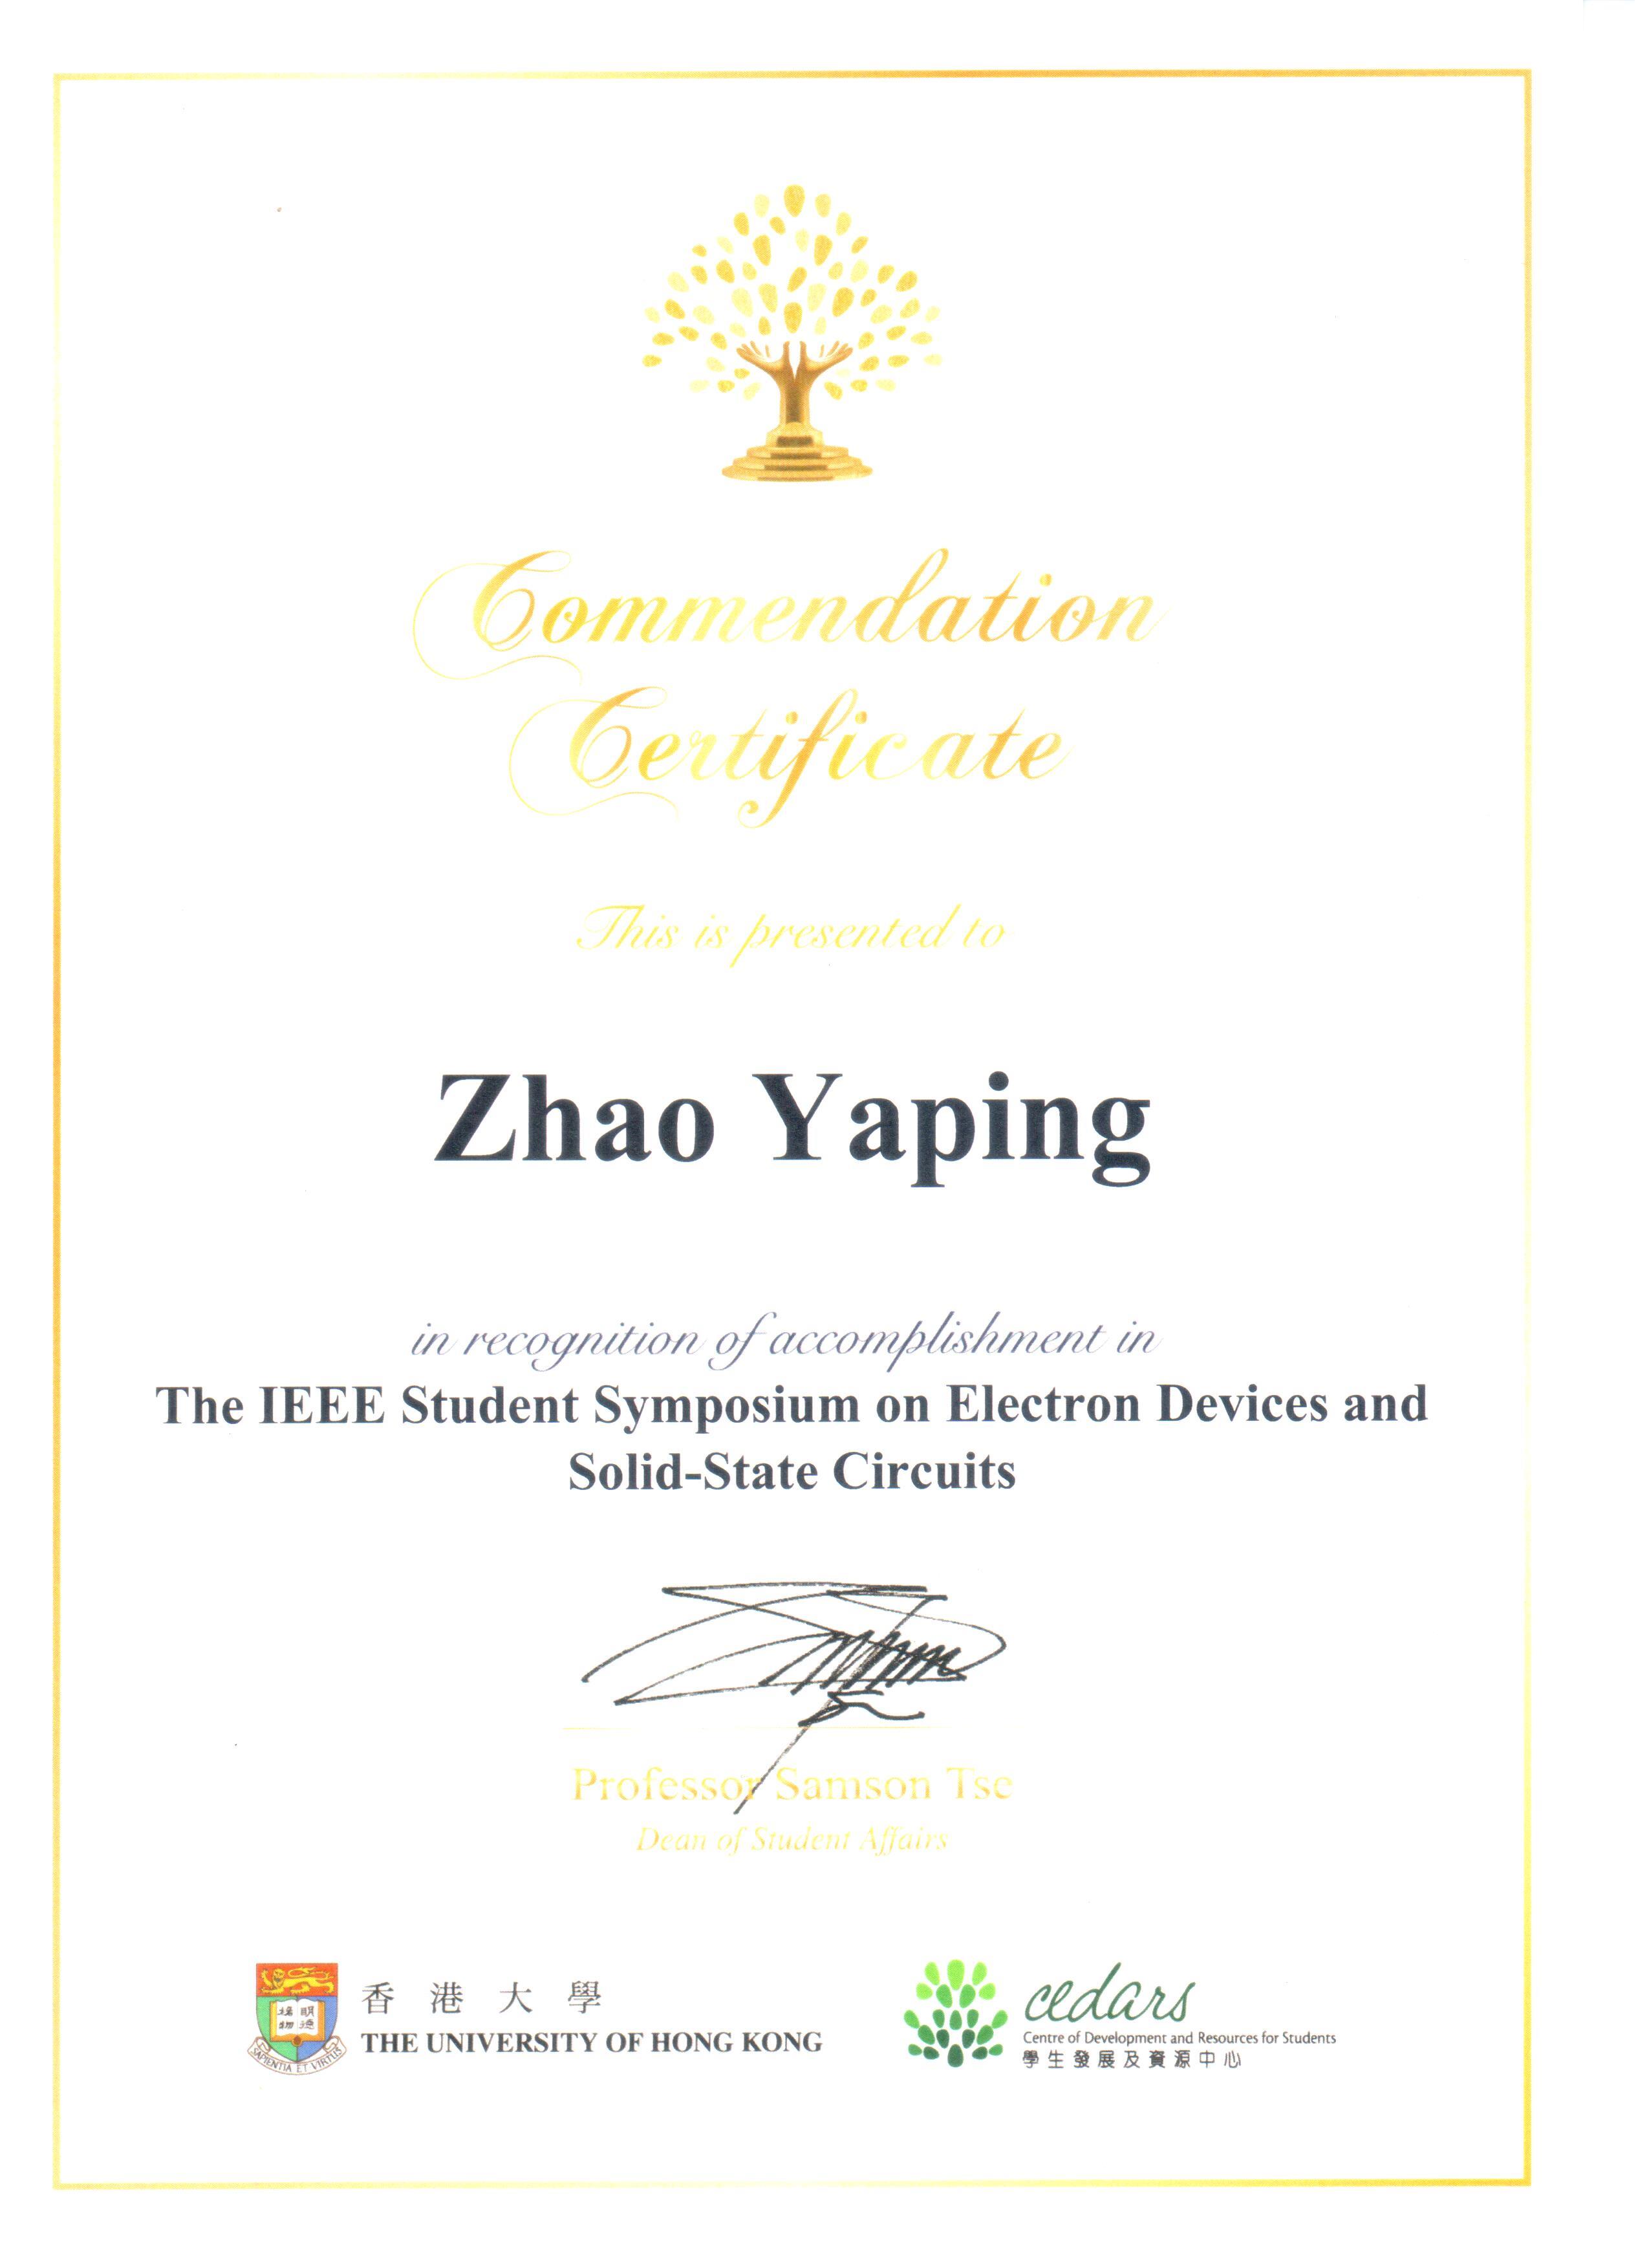 Commendation
Certificate
This is presented to
Zhao Yaping
in recognition of accomplishment in
The IEEE Student Symposium on Electron Devices and
Solid-State Circuits
Professor Samson Tse
Dean of Student Affairs
明德
格物
SAPIENTIA ET VIRTUS
香港大學
THE UNIVERSITY OF HONG KONG
cedars
Centre of Development and Resources for Students
學生發展及資源中心